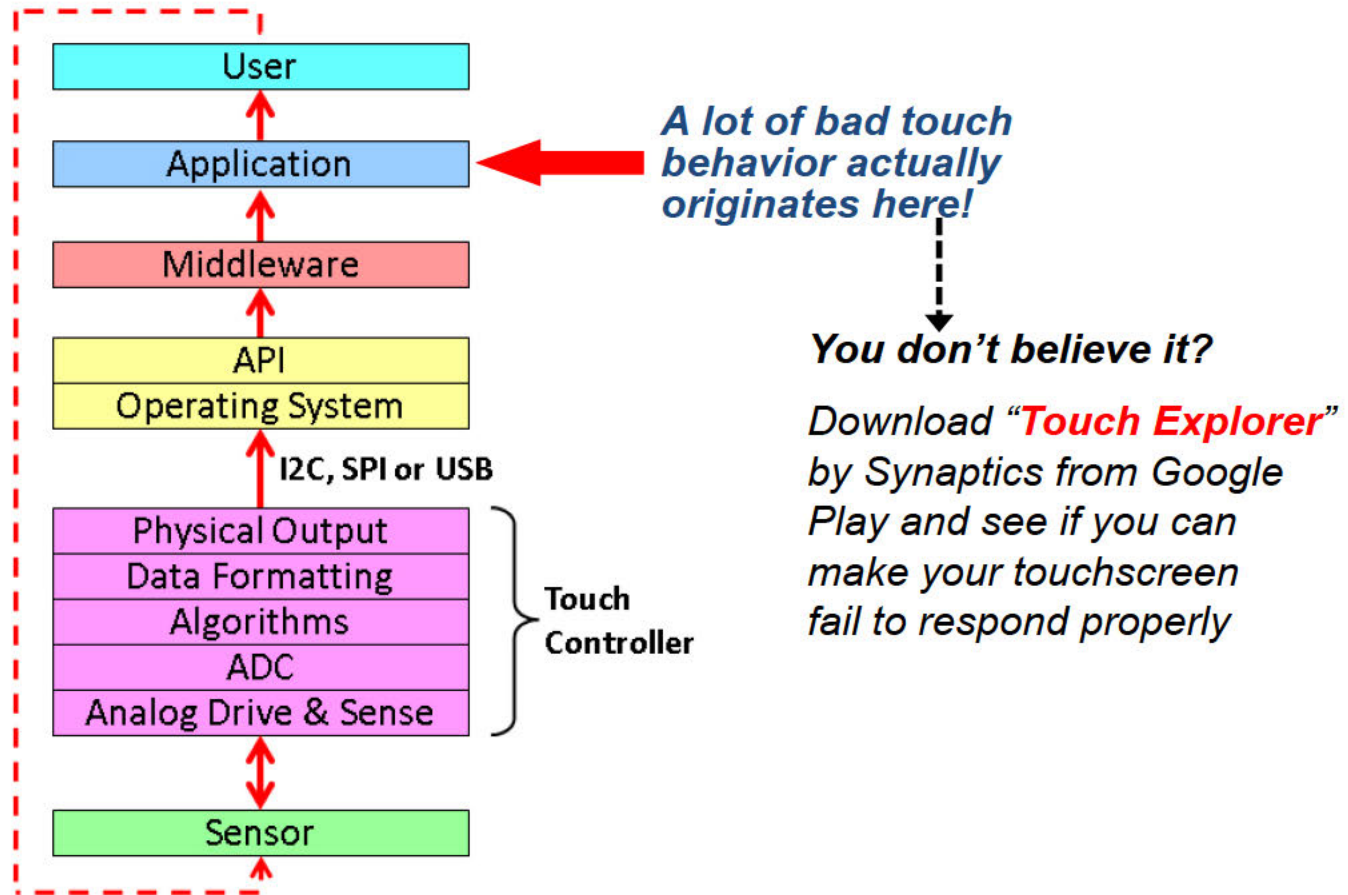 User
Application
Middleware
API
Operating System
I2C, SPI or USB
Physical Output
Data Formatting
Algorithms
ADC
Analog Drive & Sense
Touch
Controller
Sensor
A lot of bad touch
behavior actually
originates here!
You don’t believe it?
Download “Touch Explorer”
by Synaptics from Google
Play and see if you can
make your touchscreen
fail to respond properly